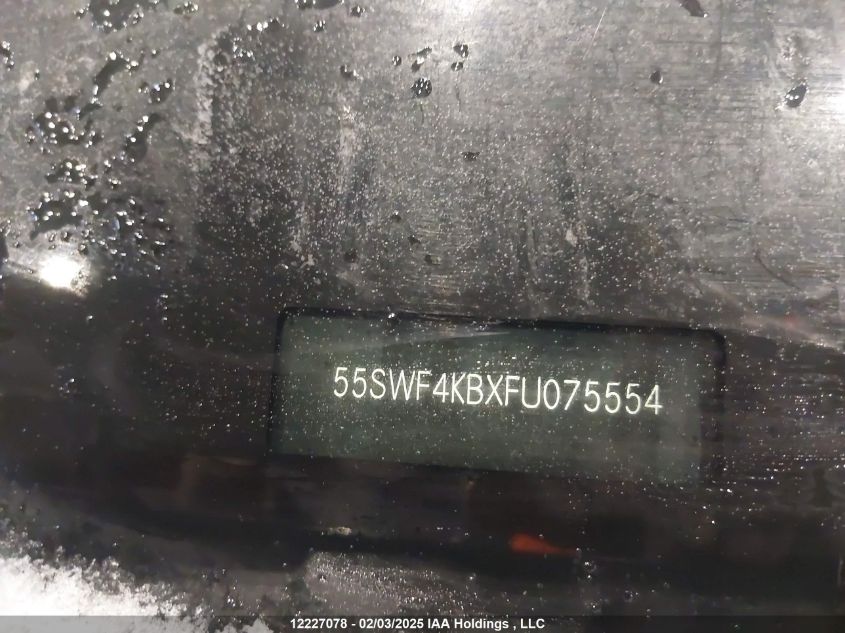 55SWF4KBXFU075554
12227078 - 02/03/2025 IAA Holdings , LLC